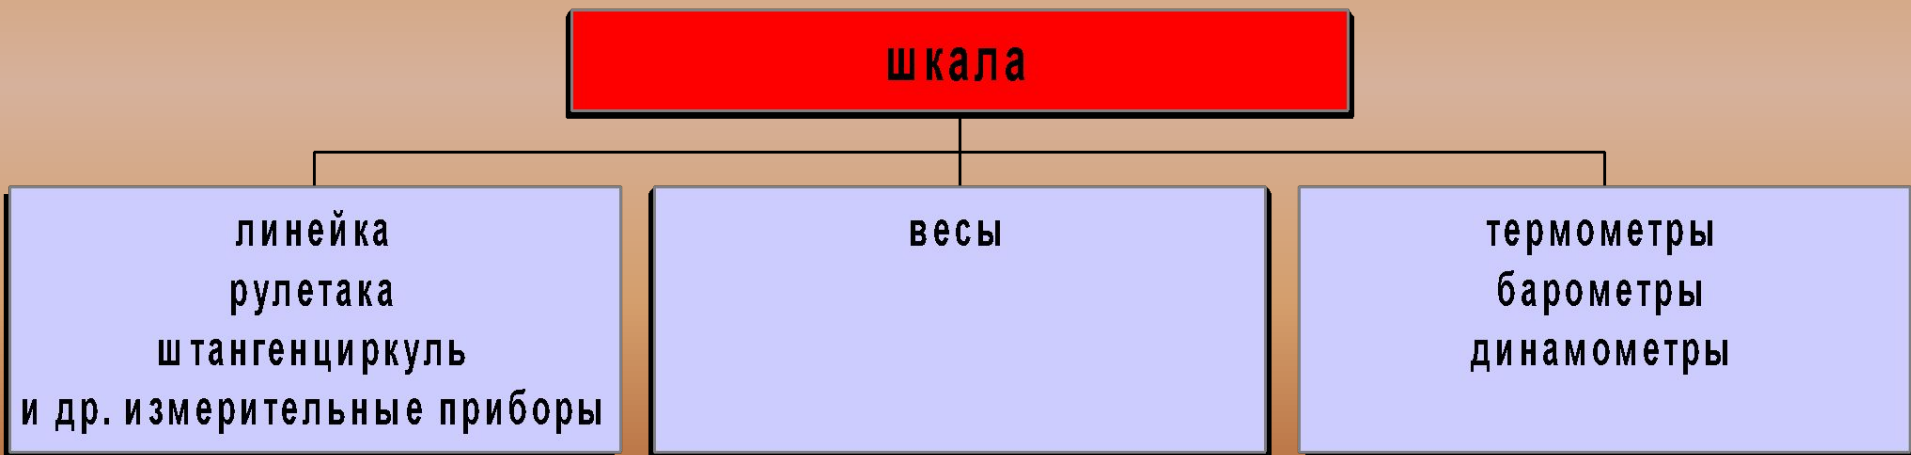 шкала
линейка
рулетака
штангенциркуль
и др. измерительные приборы
весы
термометры
барометры
динамометры